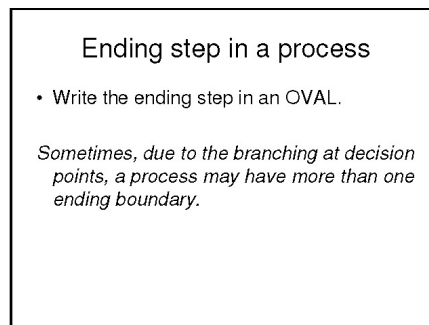 Ending step in a process
• Write the ending step in an OVAL.
Sometimes, due to the branching at decision
points, a process may have more than one
ending boundary.